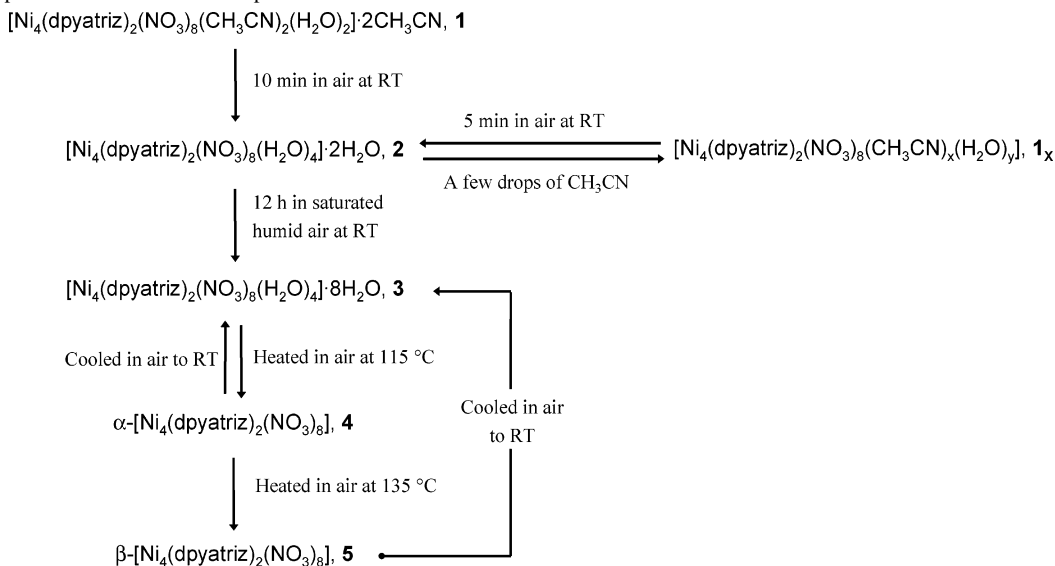 [Ni₄(dpyatriz)₂(NO₃)₈(CH₃CN)₂(H₂O)₂]·2CH₃CN, 1
10 min in air at RT
5 min in air at RT
[Ni₄(dpyatriz)₂(NO₃)₈(H₂O)₄]·2H₂O, 2
[Ni₄(dpyatriz)₂(NO₃)₈(CH₃CN)ₓ(H₂O)y], 1X
A few drops of CH₃CN
12 h in saturated
humid air at RT
[Ni₄(dpyatriz)₂(NO₃)₈(H₂O)₄]·8H₂O, 3
Cooled in air to RT
Heated in air at 115 °C
α-[Ni₄(dpyatriz)₂(NO₃)₈], 4
Cooled in air
to RT
Heated in air at 135 °C
β-[Ni₄(dpyatriz)₂(NO₃)₈], 5